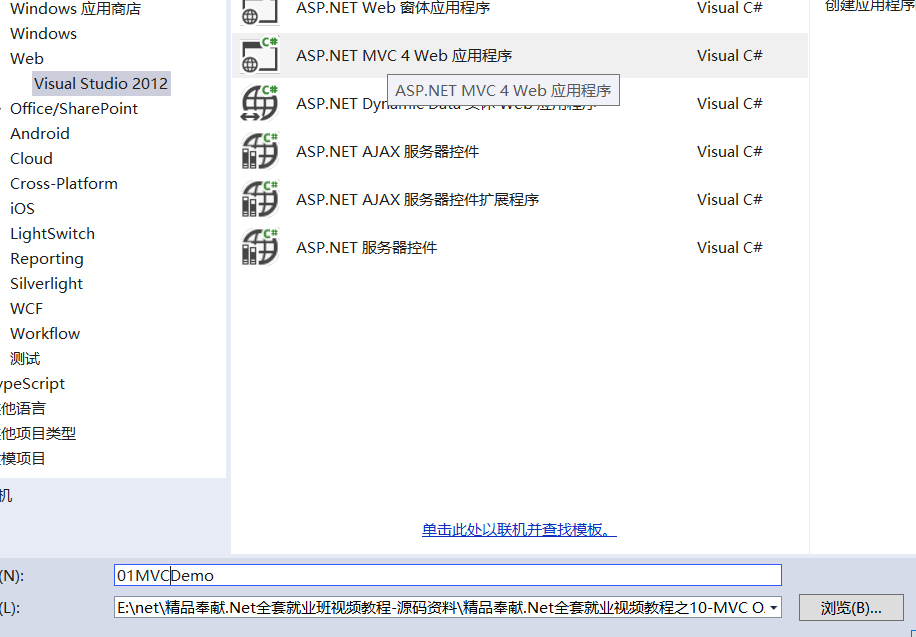 Windows 应用商店
Windows
Web
Visual Studio 2012
Office/SharePoint
Android
Cloud
Cross-Platform
iOS
LightSwitch
Reporting
Silverlight
WCF
Workflow
测试
ypeScript
他语言
他项目类型
模项目
机
ASP.NET Web 窗体应用程序 Visual C#
ASP.NET MVC 4 Web 应用程序 Visual C#
ASP.NET MVC 4 Web 应用程序
ASP.NET Dynamic Data 实体 Web 应用程序 Visual C#
ASP.NET AJAX 服务器控件 Visual C#
ASP.NET AJAX 服务器控件扩展程序 Visual C#
ASP.NET 服务器控件 Visual C#
单击此处以联机并查找模板。
创建应用程序
(N): 01MVCDemo
(L): E:\net\精品奉献.Net全套就业班视频教程-源码资料\精品奉献.Net全套就业视频教程之10-MVC O. 浏览(B)...